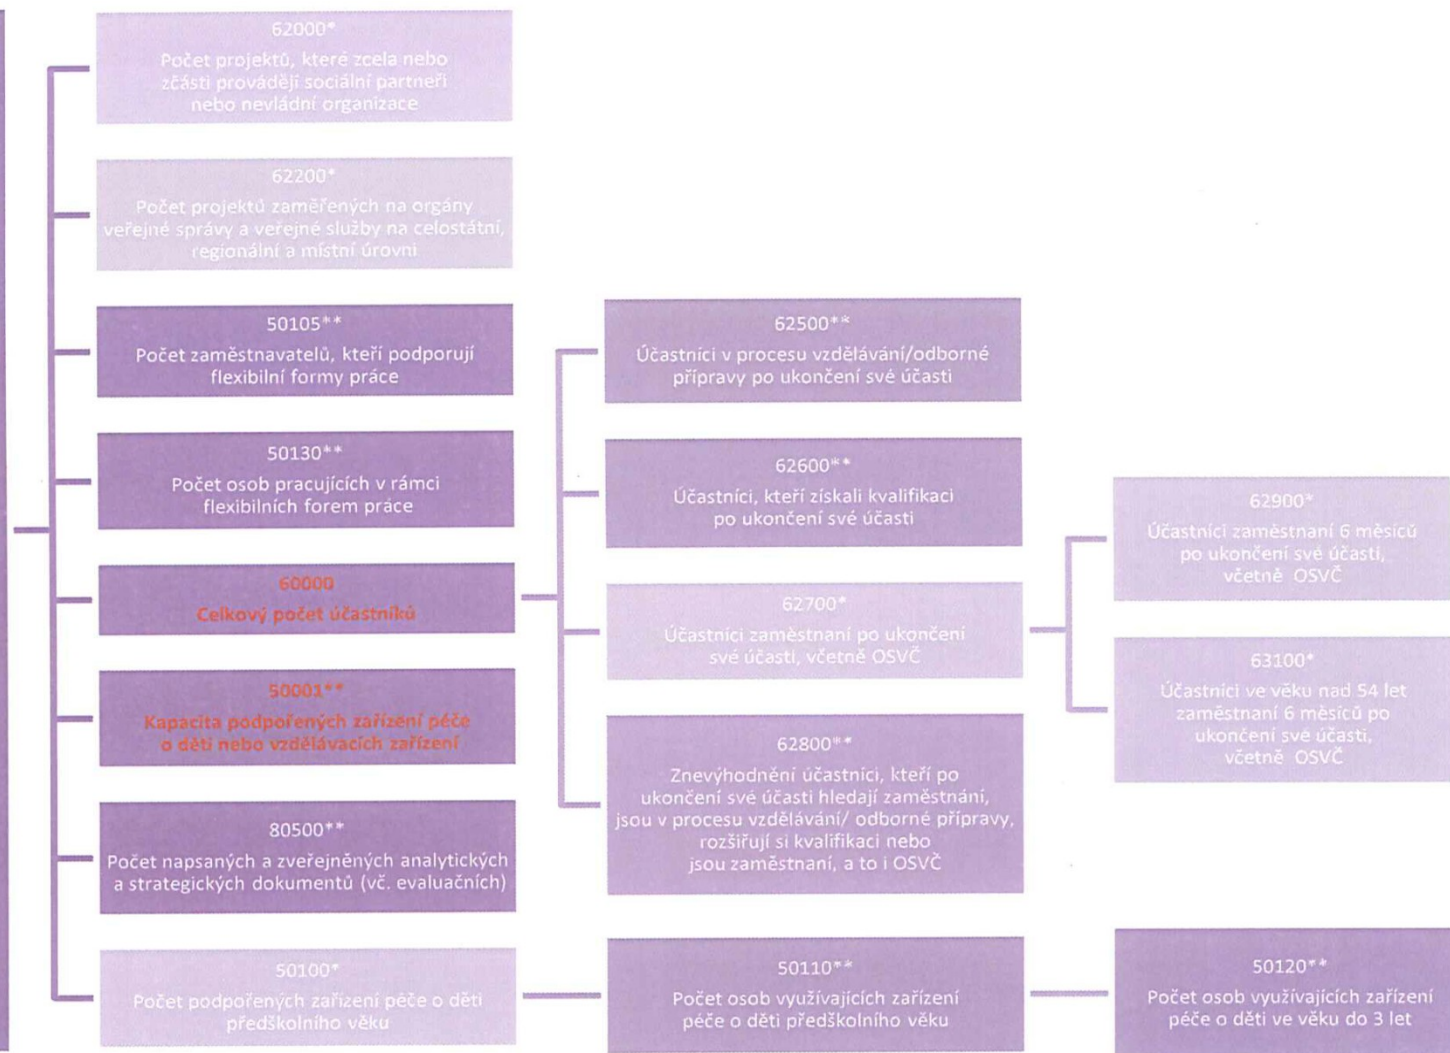 62000*
Počet projektů, které zcela nebo
zčásti provádějí sociální partneři
nebo nevládní organizace
62200*
Počet projektů zaměřených na orgány
veřejné správy a veřejné služby na celostátní,
regionální a místní úrovni
50105**
Počet zaměstnavatelů, kteří podporují
flexibilní formy práce
50130**
Počet osob pracujících v rámci
flexibilních forem práce
60000
Celkový počet účastníků
50001**
Kapacita podpořených zařízení péče
o děti nebo vzdělávacích zařízení
80500**
Počet napsaných a zveřejněných analytických
a strategických dokumentů (vč. evaluačních)
50100*
Počet podpořených zařízení péče o děti
předškolního věku
62500**
Účastníci v procesu vzdělávání/odborné
přípravy po ukončení své účasti
62600**
Účastníci, kteří získali kvalifikaci
po ukončení své účasti
62700*
Účastníci zaměstnaní po ukončení
své účasti, včetně OSVČ
62800**
Znevýhodnění účastníci, kteří po
ukončení své účasti hledají zaměstnání,
jsou v procesu vzdělávání/ odborné přípravy,
rozšiřují si kvalifikaci nebo
jsou zaměstnaní, a to i OSVČ
50110**
Počet osob využívajících zařízení
péče o děti předškolního věku
62900*
Účastníci zaměstnaní 6 měsíců
po ukončení své účasti,
včetně OSVČ
63100*
Účastníci ve věku nad 54 let
zaměstnaní 6 měsíců po
ukončení své účasti,
včetně OSVČ
50120**
Počet osob využívajících zařízení
péče o děti ve věku do 3 let